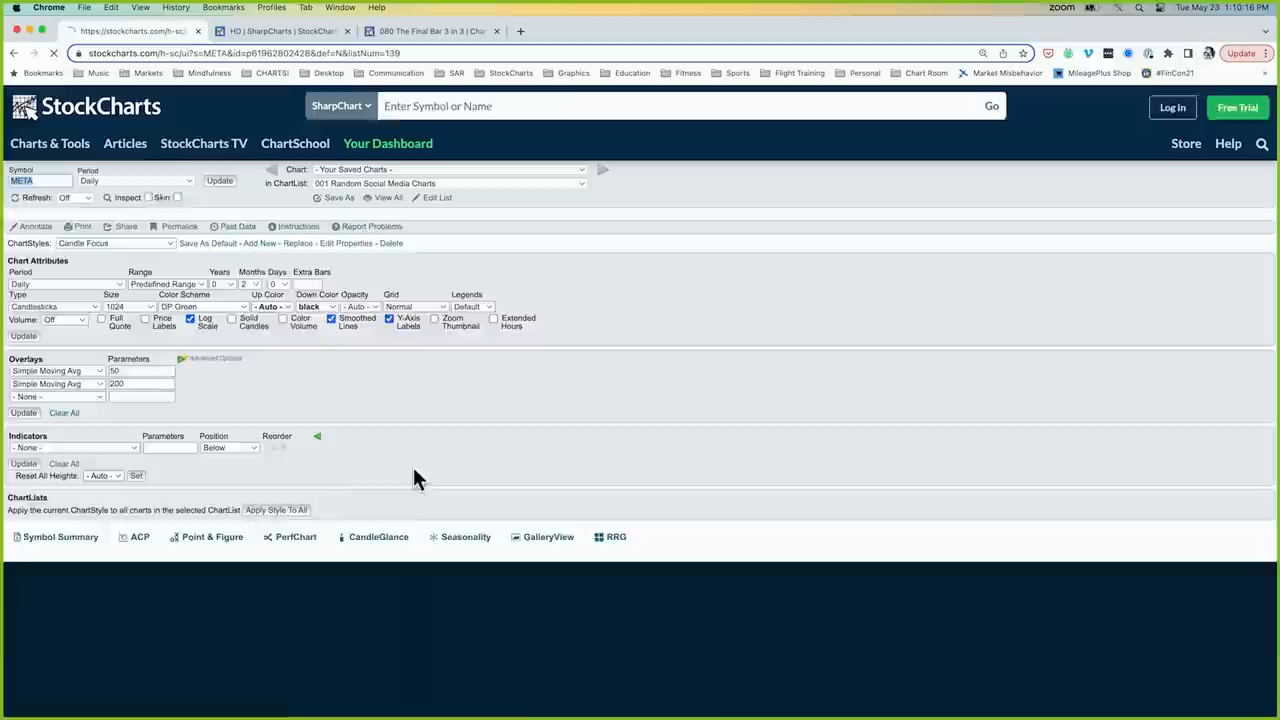 Chrome File Edit View History Bookmarks Profiles Tab Window Help zoom Tue May 23 1:10:16 PM
https://stockcharts.com/h-sc/ui HD | SharpCharts | StockChart 080 The Final Bar 3 in 3 | Char
stockcharts.com/h-sc/ui?s=META&id=p61962802428&def=N&listNum=139 Update
Bookmarks Music Markets Mindfulness CHARTS! Desktop Communication SAR StockCharts Graphics Education Fitness Sports Flight Training Personal Chart Room Market Misbehavior MileagePlus Shop #FinCon21 »
StockCharts SharpChart Enter Symbol or Name Go Log In Free Trial
Charts & Tools Articles StockCharts TV ChartSchool Your Dashboard Store Help
Symbol Period Chart: - Your Saved Charts -
META Daily Update in ChartList: 001 Random Social Media Charts
Refresh: Off Inspect Skin Save As View All Edit List
Annotate Print Share Permalink Past Data Instructions Report Problems
ChartStyles: Candle Focus Save As Default - Add New - Replace - Edit Properties - Delete
Chart Attributes
Period Range Years Months Days Extra Bars
Daily Predefined Range 0 2 0
Type Size Color Scheme Up Color Down Color Opacity Grid Legends
Candlesticks 1024 DP Green - Auto - black - Auto - Normal Default
Volume: Off Full Quote Price Labels Log Scale Solid Candles Color Volume Smoothed Lines Y-Axis Labels Zoom Thumbnail Extended Hours
Update
Overlays Parameters Advanced Options
Simple Moving Avg 50
Simple Moving Avg 200
- None -
Update Clear All
Indicators Parameters Position Reorder
- None - Below
Update Clear All
Reset All Heights: - Auto - Set
ChartLists
Apply the current ChartStyle to all charts in the selected ChartList Apply Style To All
Symbol Summary ACP Point & Figure PerfChart CandleGlance Seasonality GalleryView RRG